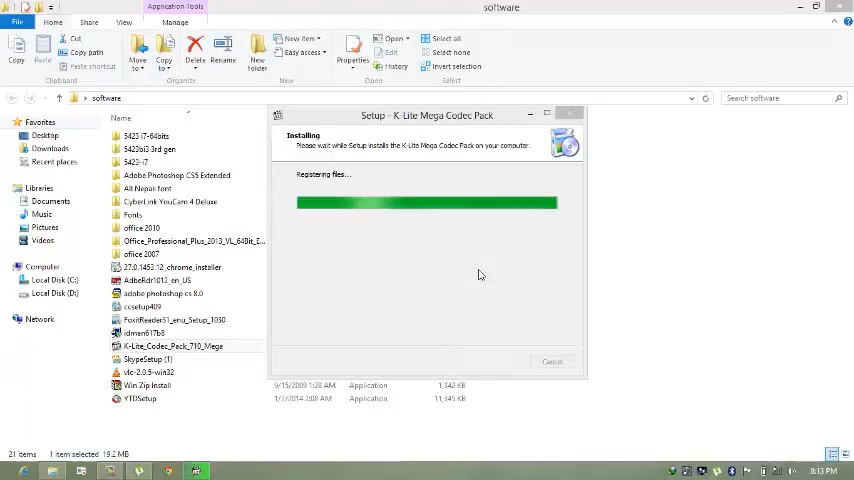 Application Tools
software
File
Home
Share
View
Manage
Copy
Paste
Cut
Copy path
Paste shortcut
Clipboard
Move to
Copy to
Delete
Rename
Organize
New folder
New item
Easy access
New
Properties
Open
Edit
History
Open
Select all
Select none
Invert selection
Select
software
Search software
Favorites
Desktop
Downloads
Recent places
Libraries
Documents
Music
Pictures
Videos
Computer
Local Disk (C:)
Local Disk (D:)
Network
Name
5423 i7-64bits
5423bi3 3rd gen
5423-i7
Adobe Photoshop CS5 Extended
All Nepali font
CyberLink YouCam 4 Deluxe
Fonts
office 2010
Office_Professional_Plus_2013_VL_64Bit_E...
ofiice 2007
27.0.1453.12_chrome_installer
AdbeRdr1012_en_US
adobe photoshop cs 8.0
ccsetup409
FoxitReader51_enu_Setup_1030
idman617b8
K-Lite_Codec_Pack_710_Mega
SkypeSetup (1)
vlc-2.0.5-win32
Win Zip Install
9/15/2009 1:28 AM Application 1,342 KB
YTDSetup
1/2/2014 2:08 AM Application 11,345 KB
Setup - K-Lite Mega Codec Pack
Installing
Please wait while Setup installs the K-Lite Mega Codec Pack on your computer.
Registering files...
Cancel
21 items 1 item selected 19.2 MB
8:13 PM